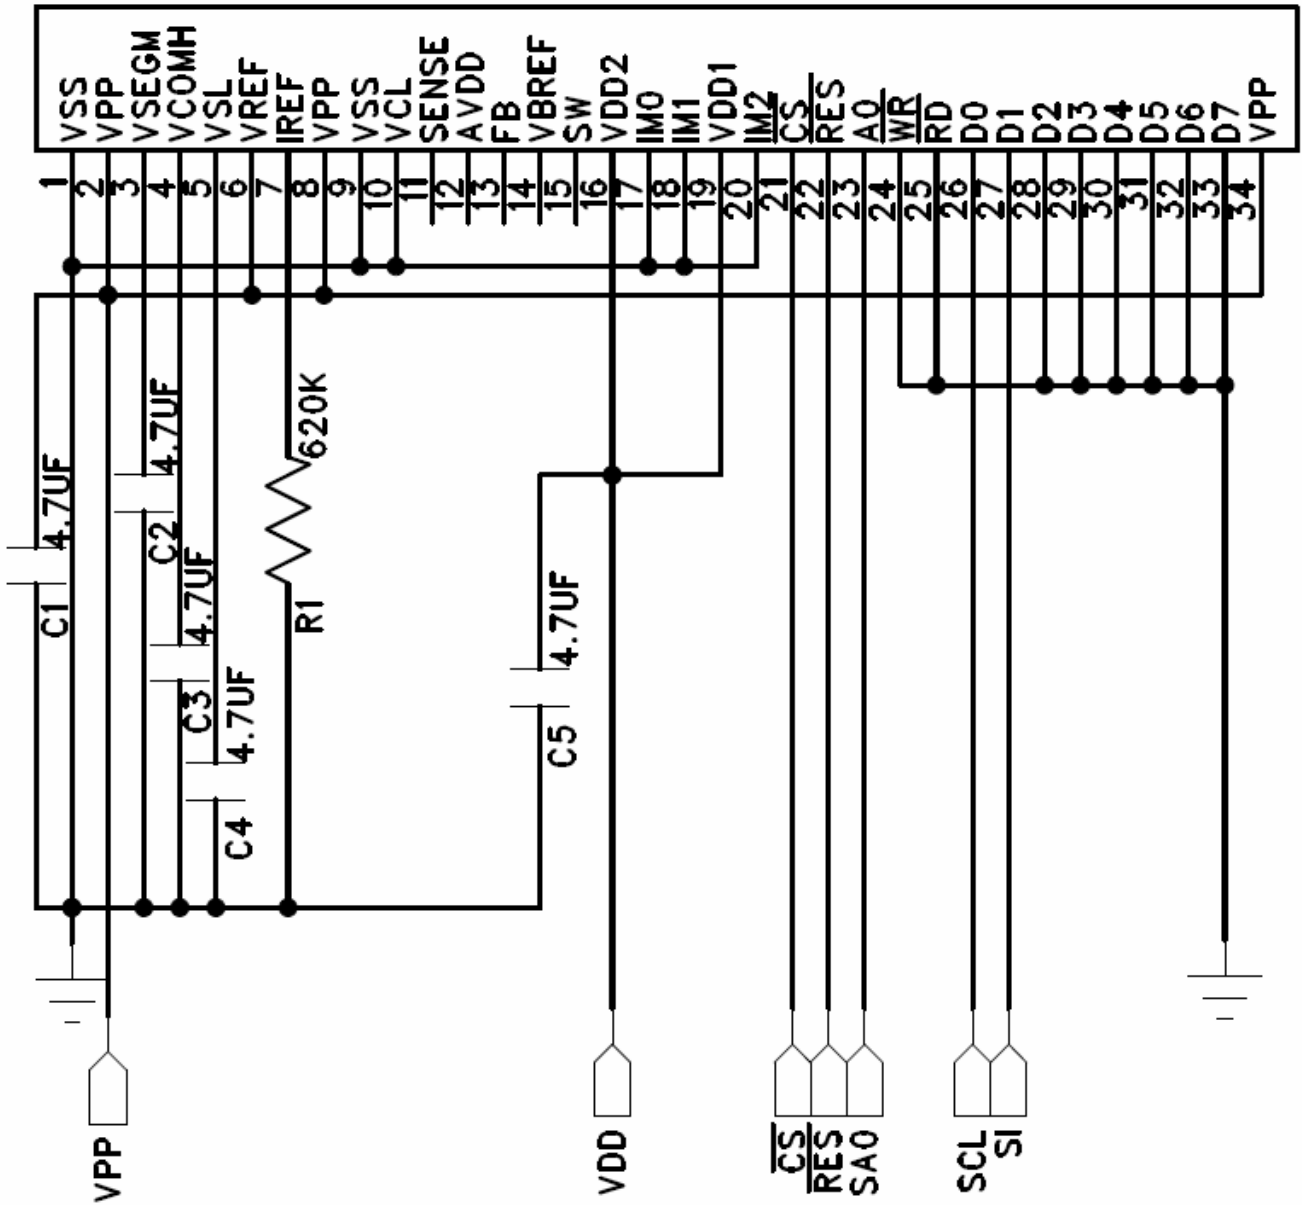 VSS
VPP
VSEGM
VCOMH
VSL
VREF
IREF
VPP
VSS
VCL
SENSE
AVDD
FB
VBREF
SW
VDD2
IM0
IM1
VDD1
IM2
CS
RES
A0
WR
RD
D0
D1
D2
D3
D4
D5
D6
D7
VPP
1
2
3
4
5
6
7
8
9
10
11
12
13
14
15
16
17
18
19
20
21
22
23
24
25
26
27
28
29
30
31
32
33
34
4.7UF
C1
4.7UF
C2
4.7UF
C3
4.7UF
C4
620K
R1
4.7UF
C5
VPP
VDD
CS
RES
SA0
SCL
SI